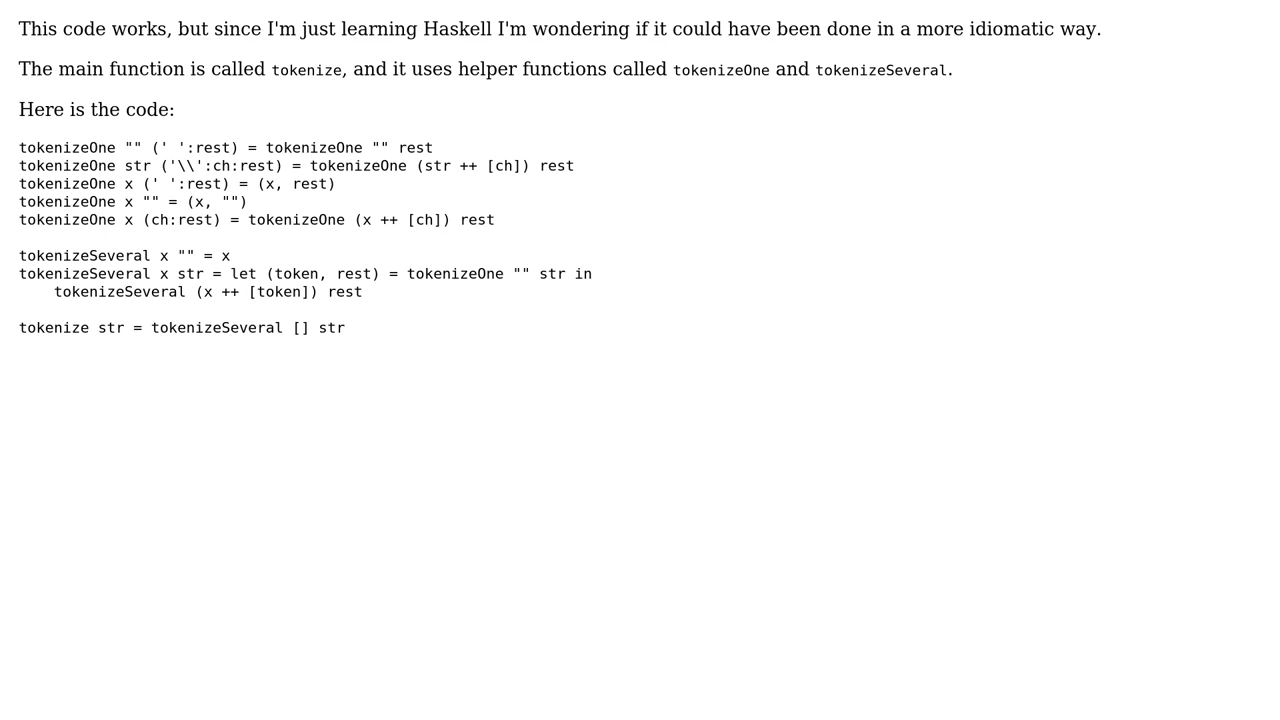 This code works, but since I'm just learning Haskell I'm wondering if it could have been done in a more idiomatic way.
The main function is called tokenize, and it uses helper functions called tokenizeOne and tokenizeSeveral.
Here is the code:
tokenizeOne "" (' ':rest) = tokenizeOne "" rest
tokenizeOne str ('\\':ch:rest) = tokenizeOne (str ++ [ch]) rest
tokenizeOne x (' ':rest) = (x, rest)
tokenizeOne x "" = (x, "")
tokenizeOne x (ch:rest) = tokenizeOne (x ++ [ch]) rest

tokenizeSeveral x "" = x
tokenizeSeveral x str = let (token, rest) = tokenizeOne "" str in
    tokenizeSeveral (x ++ [token]) rest

tokenize str = tokenizeSeveral [] str